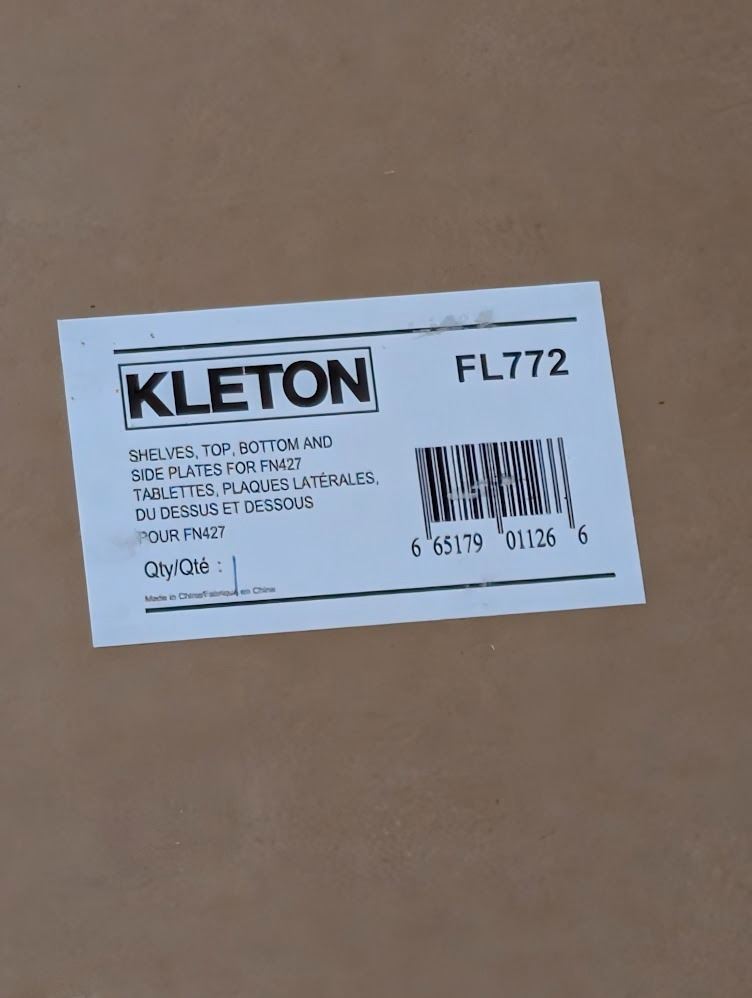 KLETON
FL772
SHELVES, TOP, BOTTOM AND
SIDE PLATES FOR FN427
TABLETTES, PLAQUES LATÉRALES,
DU DESSUS ET DESSOUS
POUR FN427
Qty/Qté : 1
Made in China/Fabriqué en Chine
6 65179 01126 6